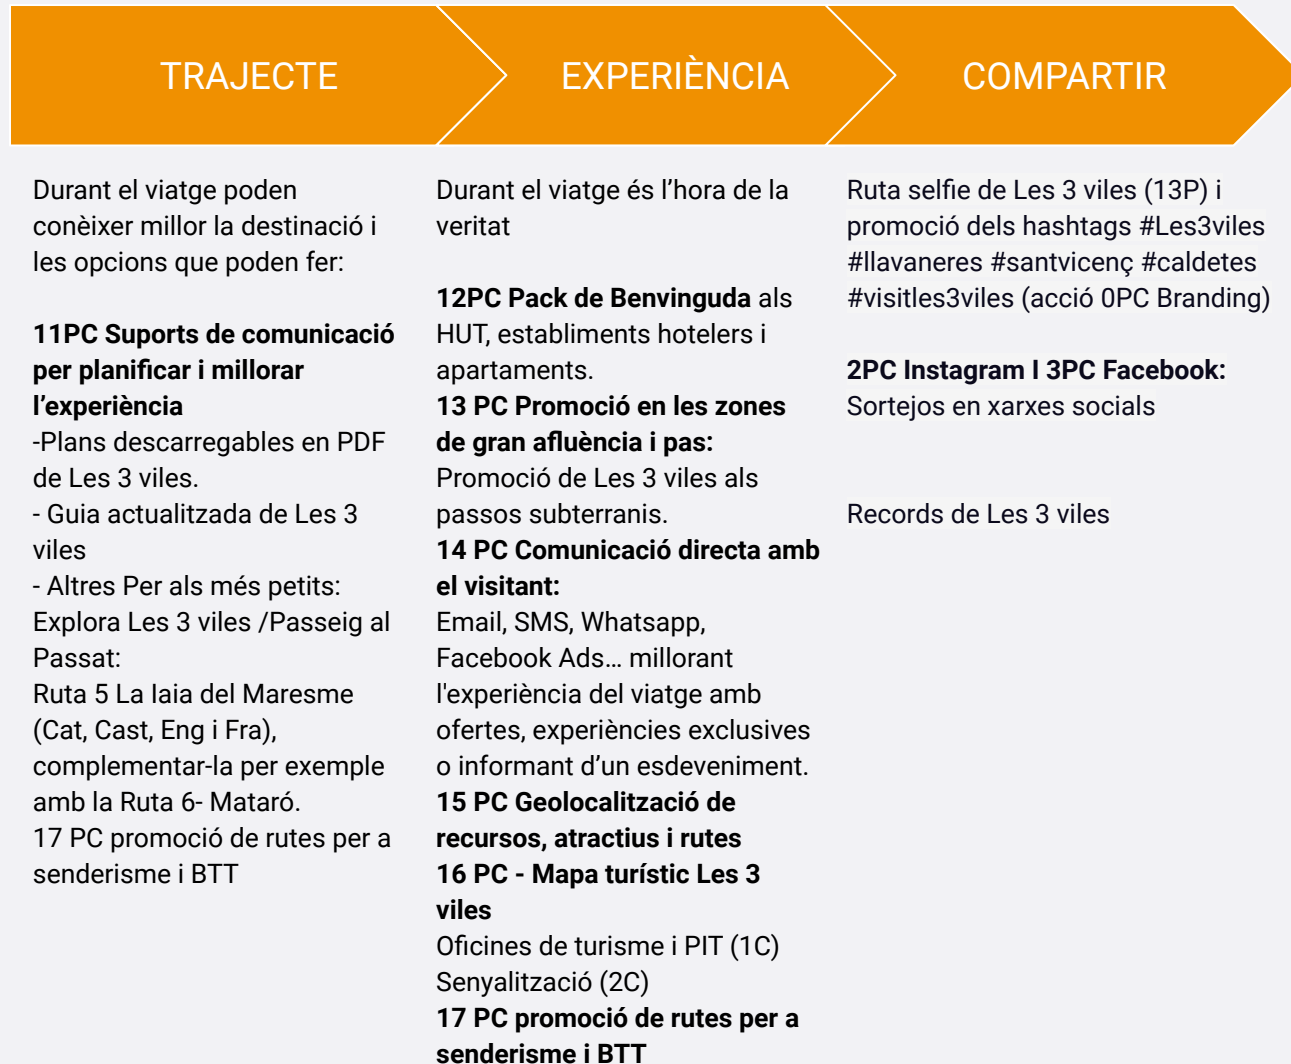 TRAJECTE
EXPERIÈNCIA
COMPARTIR
Durant el viatge poden
conèixer millor la destinació i
les opcions que poden fer:
11PC Suports de comunicació
per planificar i millorar
l’experiència
-Plans descarregables en PDF
de Les 3 viles.
- Guia actualitzada de Les 3
viles
- Altres Per als més petits:
Explora Les 3 viles /Passeig al
Passat:
Ruta 5 La Iaia del Maresme
(Cat, Cast, Eng i Fra),
complementar-la per exemple
amb la Ruta 6- Mataró.
17 PC promoció de rutes per a
senderisme i BTT
Durant el viatge és l’hora de la
veritat
12PC Pack de Benvinguda als
HUT, establiments hotelers i
apartaments.
13 PC Promoció en les zones
de gran afluència i pas:
Promoció de Les 3 viles als
passos subterranis.
14 PC Comunicació directa amb
el visitant:
Email, SMS, Whatsapp,
Facebook Ads… millorant
l'experiència del viatge amb
ofertes, experiències exclusives
o informant d’un esdeveniment.
15 PC Geolocalització de
recursos, atractius i rutes
16 PC - Mapa turístic Les 3
viles
Oficines de turisme i PIT (1C)
Senyalització (2C)
17 PC promoció de rutes per a
senderisme i BTT
Ruta selfie de Les 3 viles (13P) i
promoció dels hashtags #Les3viles
#llavaneres #santvicenç #caldetes
#visitles3viles (acció 0PC Branding)
2PC Instagram I 3PC Facebook:
Sortejos en xarxes socials
Records de Les 3 viles